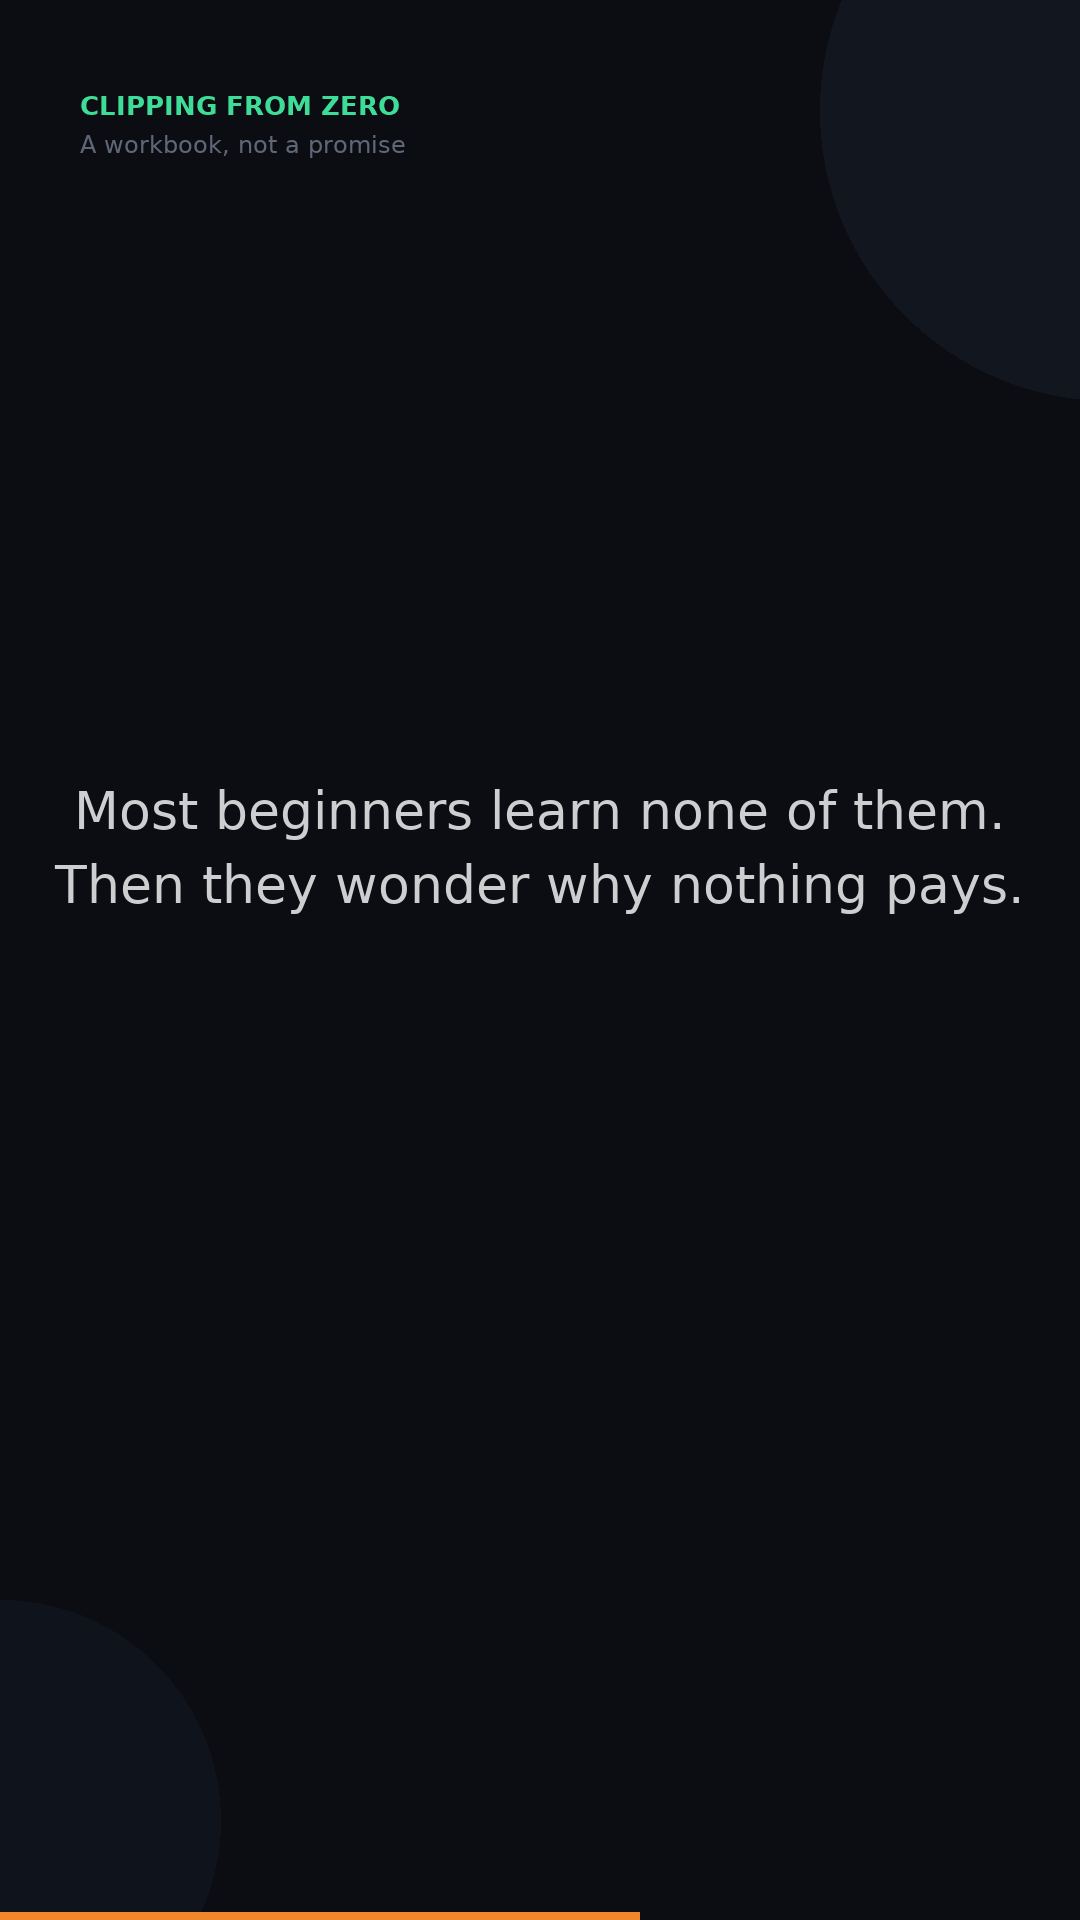 CLIPPING FROM ZERO
A workbook, not a promise
Most beginners learn none of them.
Then they wonder why nothing pays.